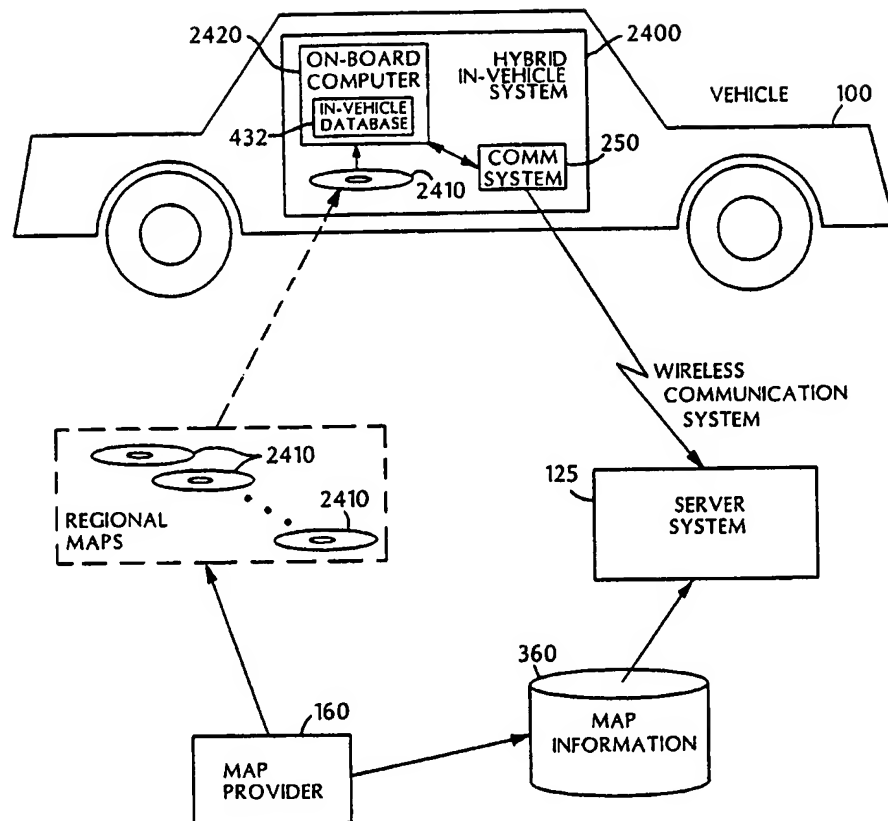 2420
ON-BOARD
COMPUTER
IN-VEHICLE
DATABASE
432
HYBRID
IN-VEHICLE
SYSTEM
2400
VEHICLE
100
COMM
SYSTEM
250
2410
WIRELESS
COMMUNICATION
SYSTEM
2410
2410
REGIONAL
MAPS
125
SERVER
SYSTEM
360
MAP
INFORMATION
160
MAP
PROVIDER